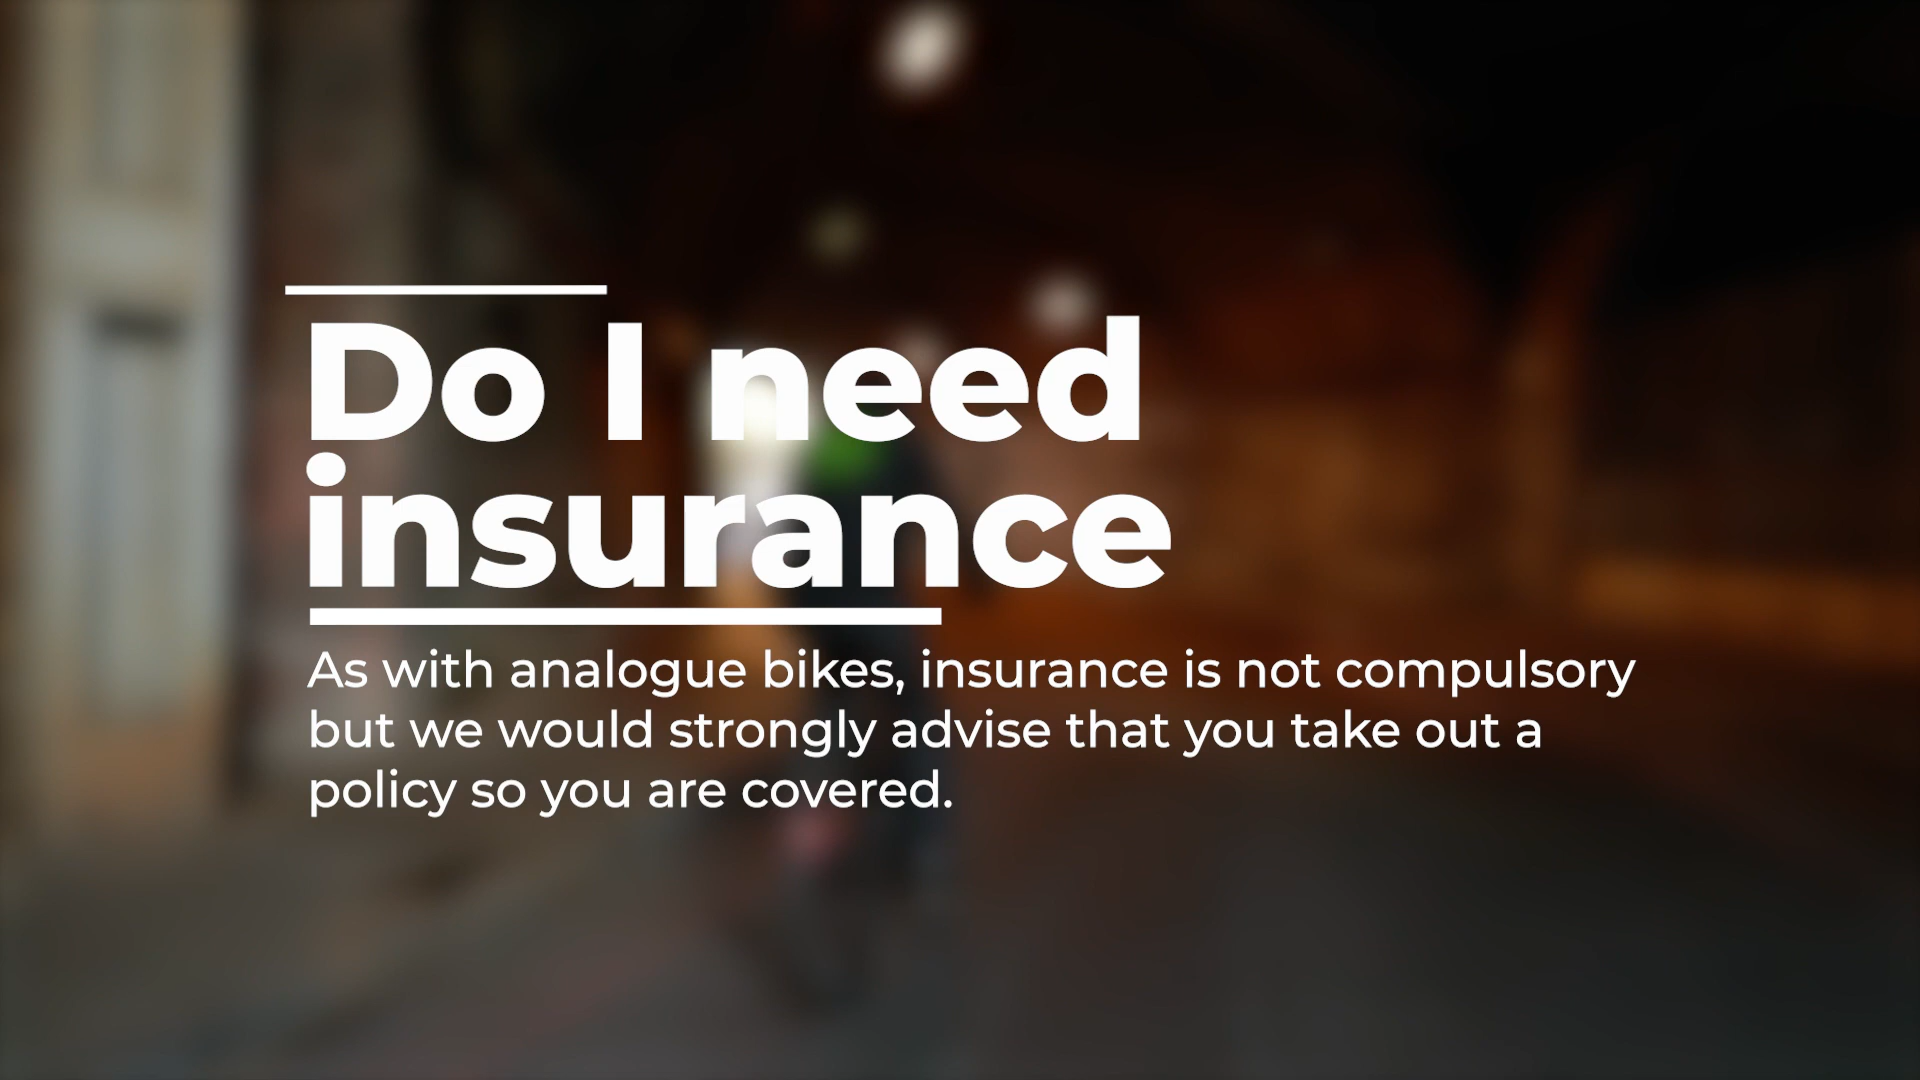 Do I need
insurance
As with analogue bikes, insurance is not compulsory
but we would strongly advise that you take out a
policy so you are covered.